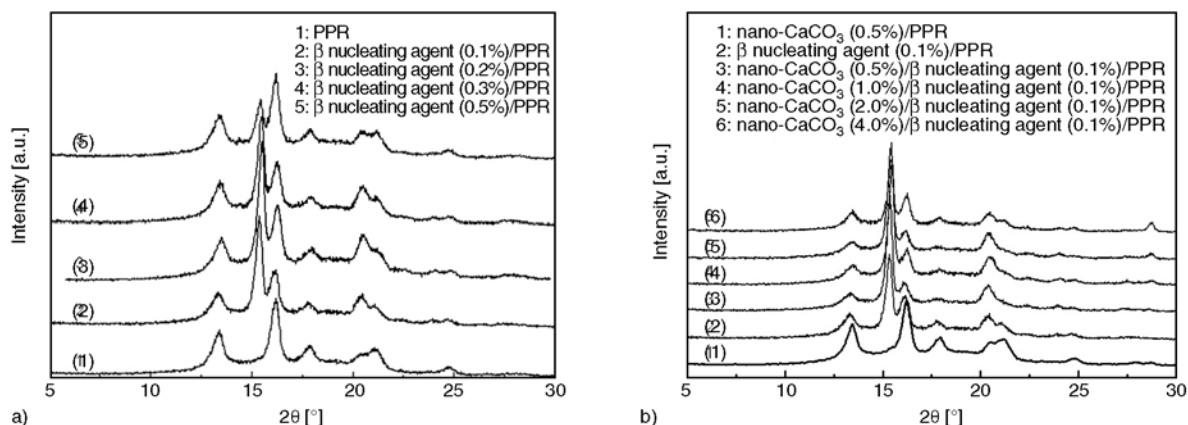 1: PPR
2: β nucleating agent (0.1%)/PPR
3: β nucleating agent (0.2%)/PPR
4: β nucleating agent (0.3%)/PPR
5: β nucleating agent (0.5%)/PPR
(5)
(4)
(3)
(2)
(1)
Intensity [a.u.]
5 10 15 20 25 30
2θ [°]
a)
1: nano-CaCO₃ (0.5%)/PPR
2: β nucleating agent (0.1%)/PPR
3: nano-CaCO₃ (0.5%)/β nucleating agent (0.1%)/PPR
4: nano-CaCO₃ (1.0%)/β nucleating agent (0.1%)/PPR
5: nano-CaCO₃ (2.0%)/β nucleating agent (0.1%)/PPR
6: nano-CaCO₃ (4.0%)/β nucleating agent (0.1%)/PPR
(6)
(5)
(4)
(3)
(2)
(1)
Intensity [a.u.]
5 10 15 20 25 30
2θ [°]
b)